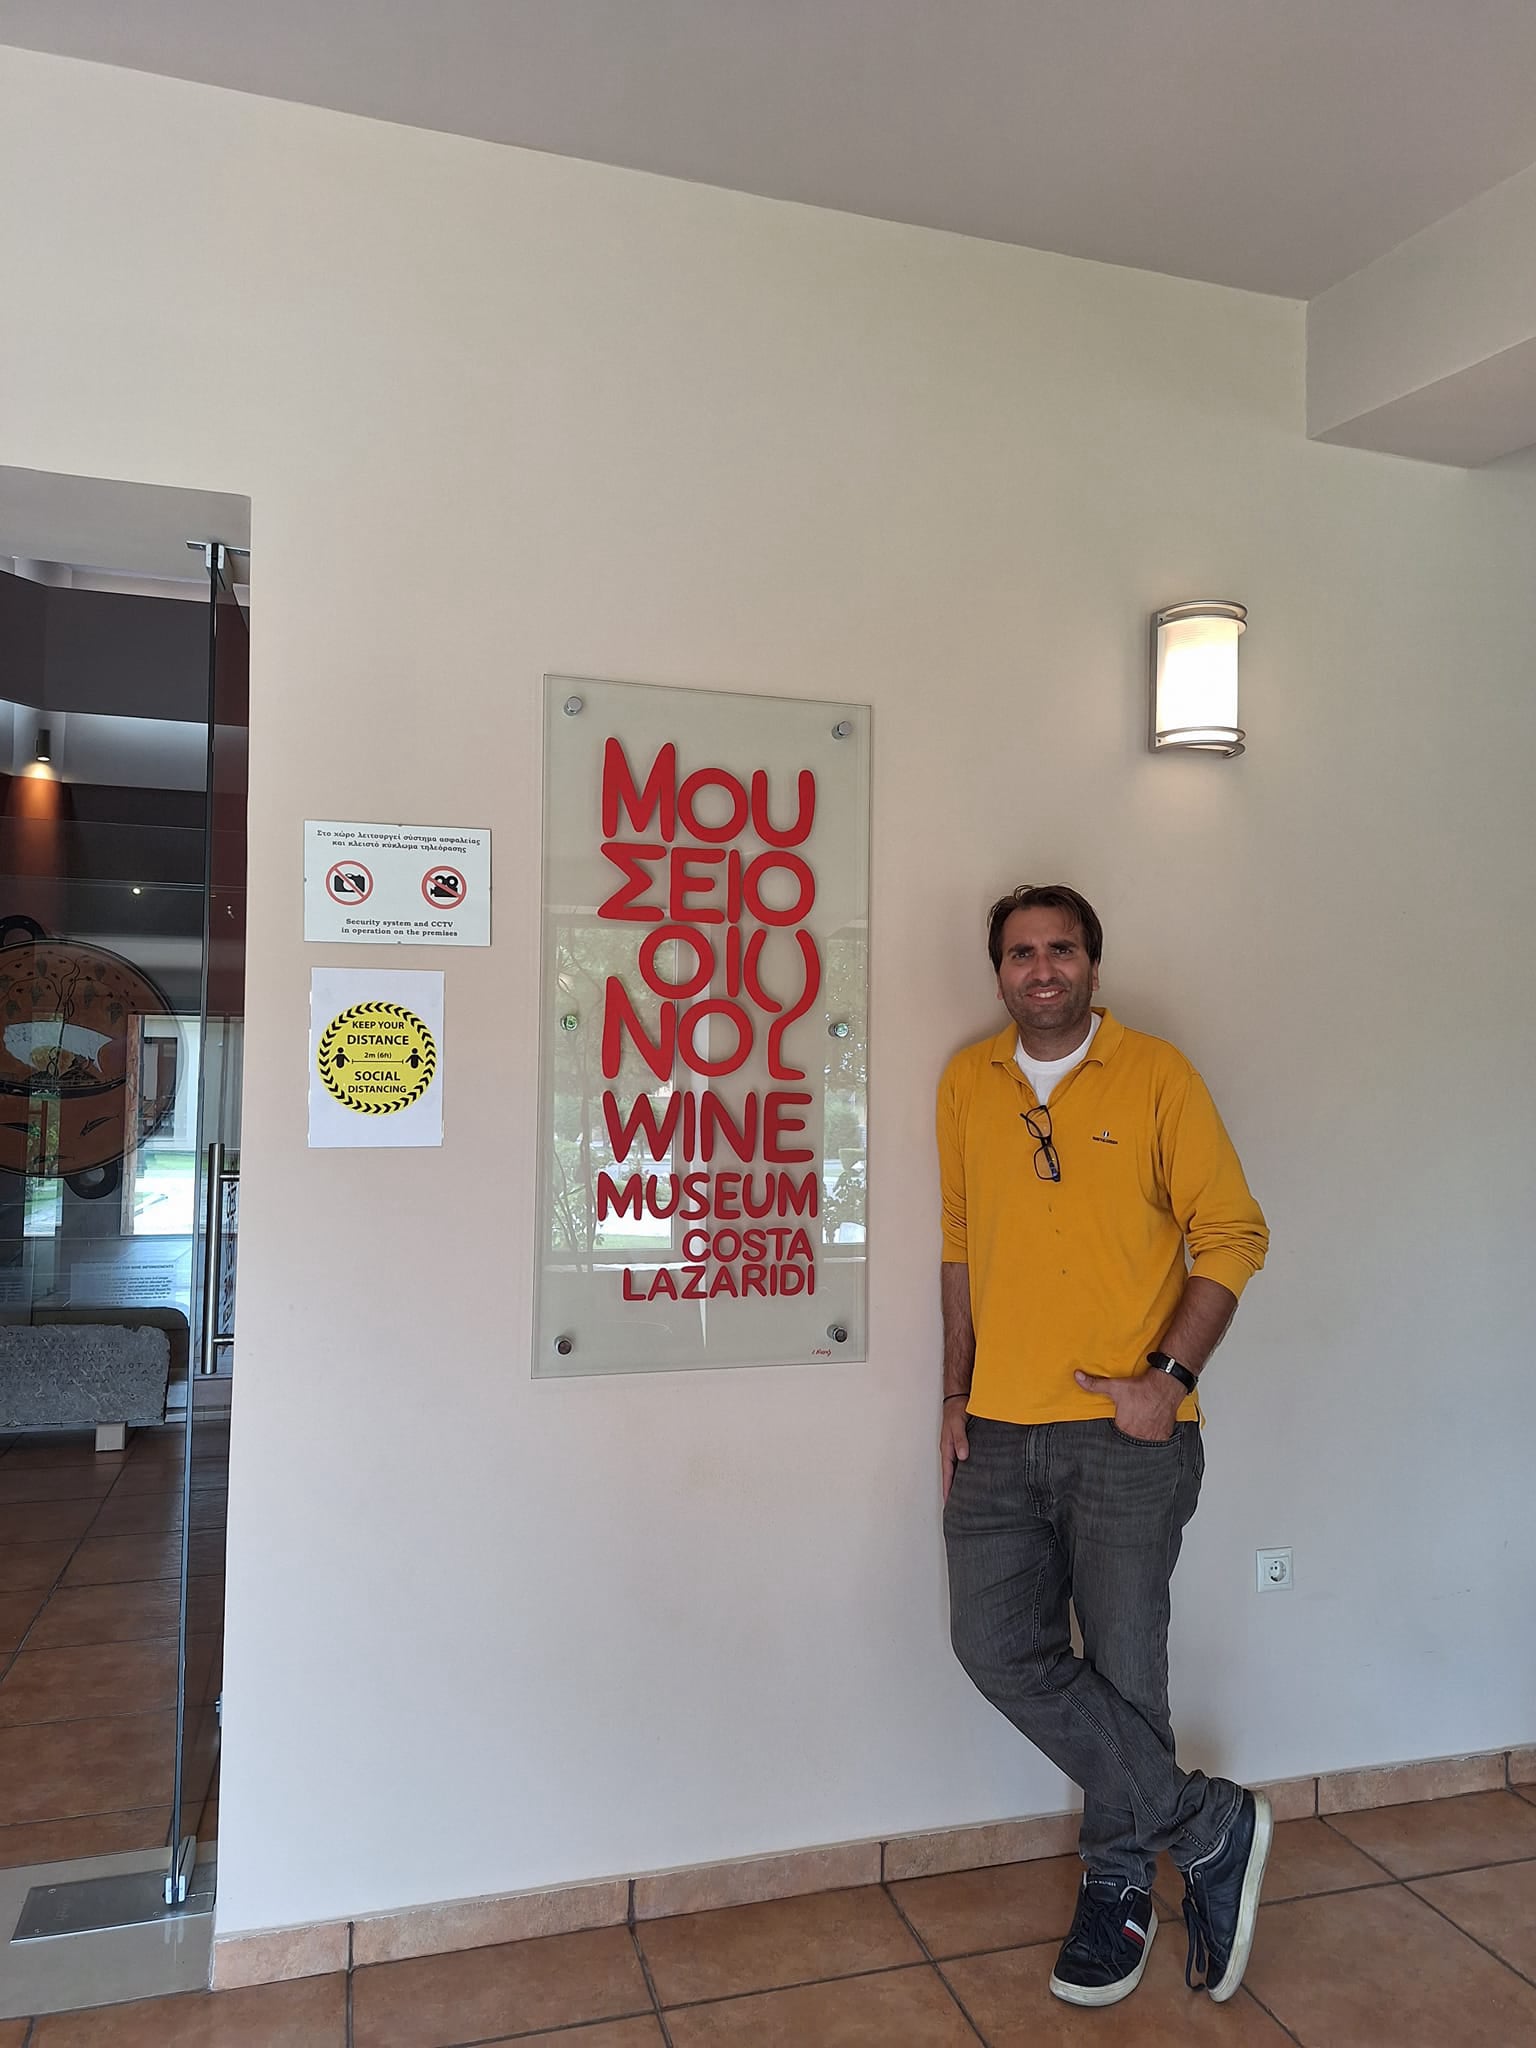 Στο χώρο λειτουργεί σύστημα ασφαλείας
και κλειστό κύκλωμα τηλεόρασης
Security system and CCTV
in operation on the premises
KEEP YOUR
DISTANCE
2m (6ft)
SOCIAL
DISTANCING
ΜΟΥ
ΣΕΙΟ
ΟΙ
ΝΟΥ
WINE
MUSEUM
COSTA
LAZARIDI